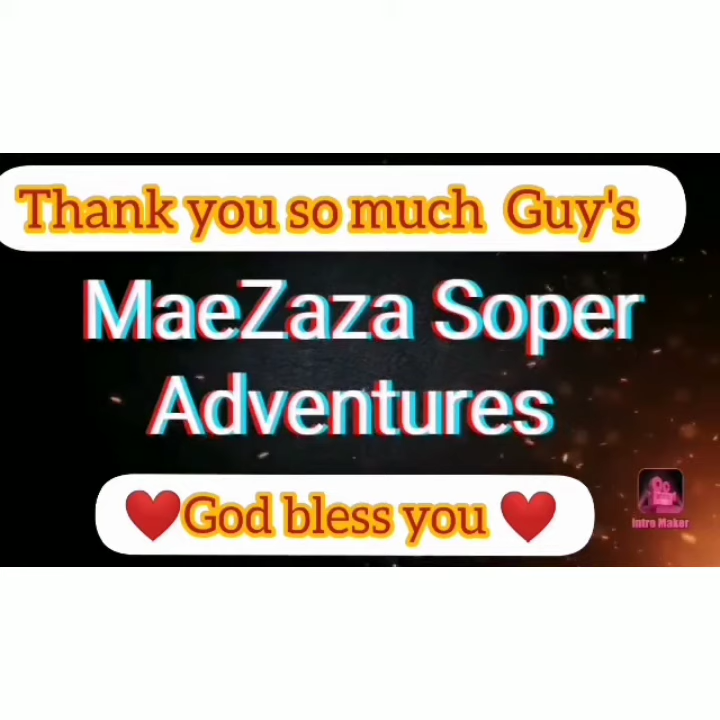 Thank you so much Guy's
MaeZaza Soper
Adventures
❤️God bless you ❤️
Intro Maker